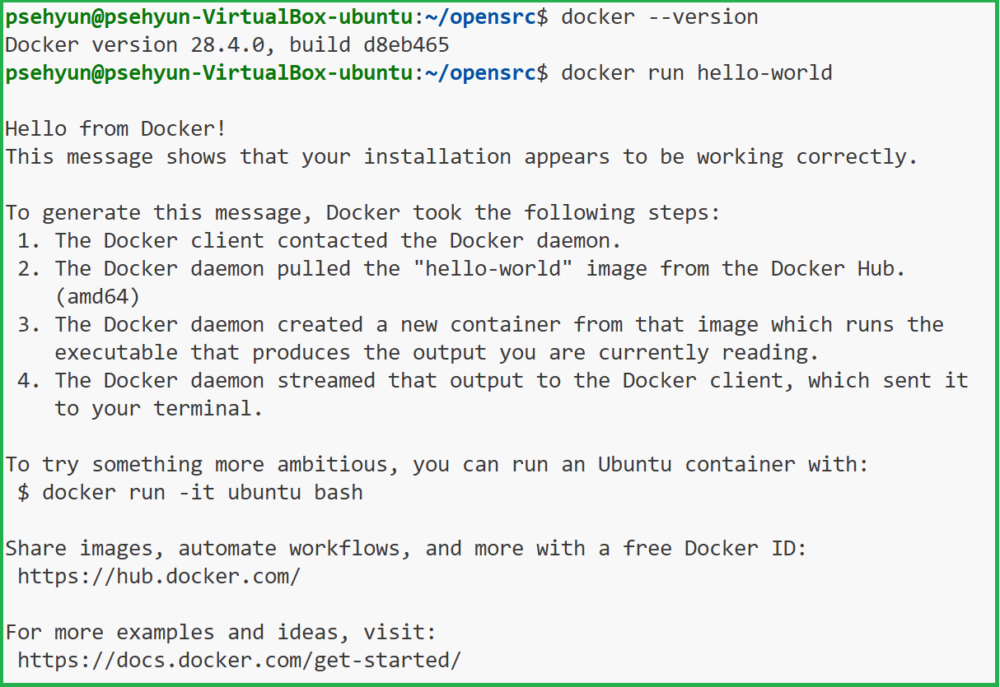 psehyun@psehyun-VirtualBox-ubuntu:~/opensrc$ docker --version
Docker version 28.4.0, build d8eb465
psehyun@psehyun-VirtualBox-ubuntu:~/opensrc$ docker run hello-world

Hello from Docker!
This message shows that your installation appears to be working correctly.

To generate this message, Docker took the following steps:
 1. The Docker client contacted the Docker daemon.
 2. The Docker daemon pulled the "hello-world" image from the Docker Hub.
    (amd64)
 3. The Docker daemon created a new container from that image which runs the
    executable that produces the output you are currently reading.
 4. The Docker daemon streamed that output to the Docker client, which sent it
    to your terminal.

To try something more ambitious, you can run an Ubuntu container with:
 $ docker run -it ubuntu bash

Share images, automate workflows, and more with a free Docker ID:
 https://hub.docker.com/

For more examples and ideas, visit:
 https://docs.docker.com/get-started/